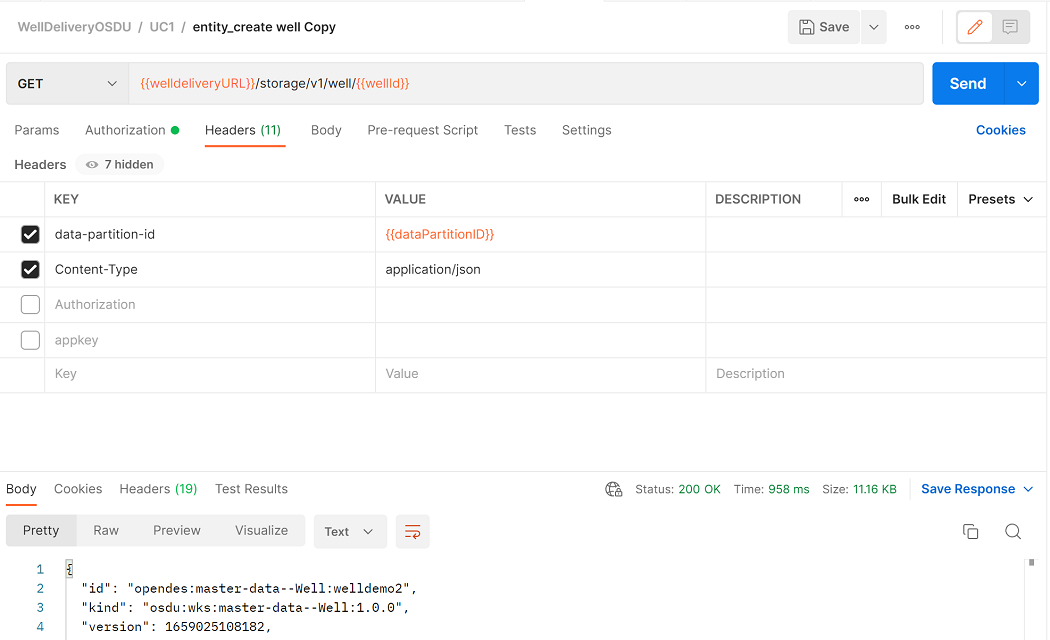 WellDeliveryOSDU / UC1 / entity_create well Copy Save ooo
GET {{welldeliveryURL}}/storage/v1/well/{{wellId}} Send
Params Authorization Headers (11) Body Pre-request Script Tests Settings Cookies
Headers 7 hidden
KEY VALUE DESCRIPTION ooo Bulk Edit Presets
data-partition-id {{dataPartitionID}}
Content-Type application/json
Authorization
appkey
Key Value Description
Body Cookies Headers (19) Test Results Status: 200 OK Time: 958 ms Size: 11.16 KB Save Response
Pretty Raw Preview Visualize Text
1 {
2 "id": "opendes:master-data--Well:welldemo2",
3 "kind": "osdu:wks:master-data--Well:1.0.0",
4 "version": 1659025108182,